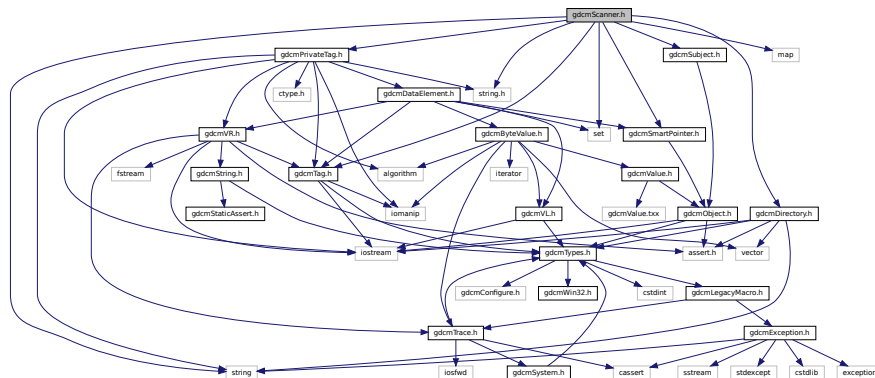 gdcmScanner.h
gdcmPrivateTag.h
gdcmSubject.h
map
ctype.h
gdcmDataElement.h
string.h
gdcmVR.h
gdcmByteValue.h
set
gdcmSmartPointer.h
fstream
gdcmString.h
gdcmTag.h
algorithm
iterator
gdcmValue.h
gdcmStaticAssert.h
iomanip
gdcmVL.h
gdcmValue.txx
gdcmObject.h
gdcmDirectory.h
iostream
gdcmTypes.h
assert.h
vector
gdcmConfigure.h
gdcmWin32.h
cstdint
gdcmLegacyMacro.h
gdcmTrace.h
gdcmException.h
string
iosfwd
gdcmSystem.h
cassert
sstream
stdexcept
cstdlib
exception